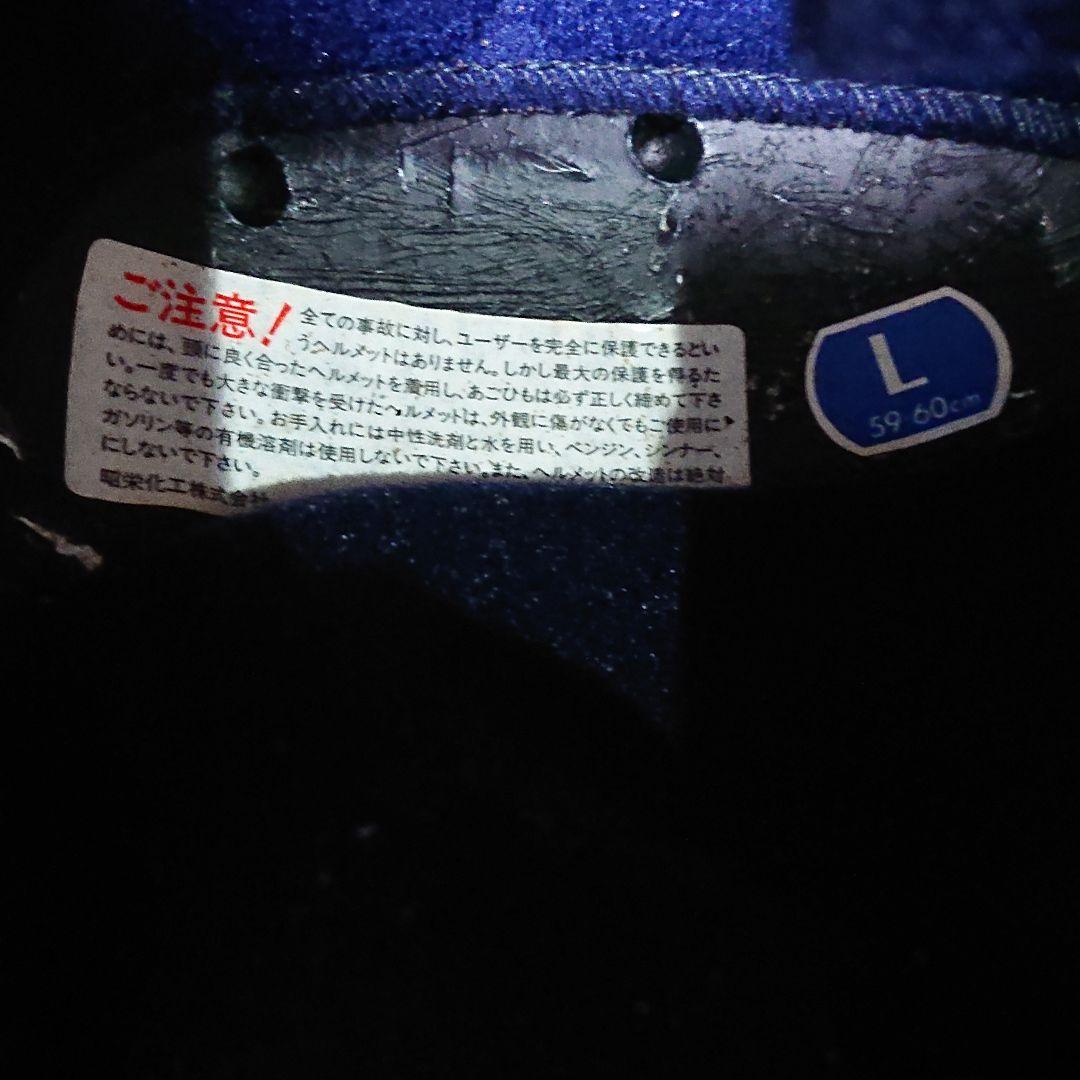 ご注意!
全ての事故に対し、ユーザーを完全に保護できるとい
うヘルメットはありません。しかし最大の保護を得るた
めには、頭に良く合ったヘルメットを着用し、あごひもは必ず正しく締めて下さ
い。一度でも大きな衝撃を受けたヘルメットは、外観に傷がなくてもご使用に
ならないで下さい。お手入れには中性洗剤と水を用い、ベンジン、シンナー、
ガソリン等の有機溶剤は使用しないで下さい。また、ヘルメットの改造は絶対
にしないで下さい。
昭栄化工株式会社
L
59-60cm